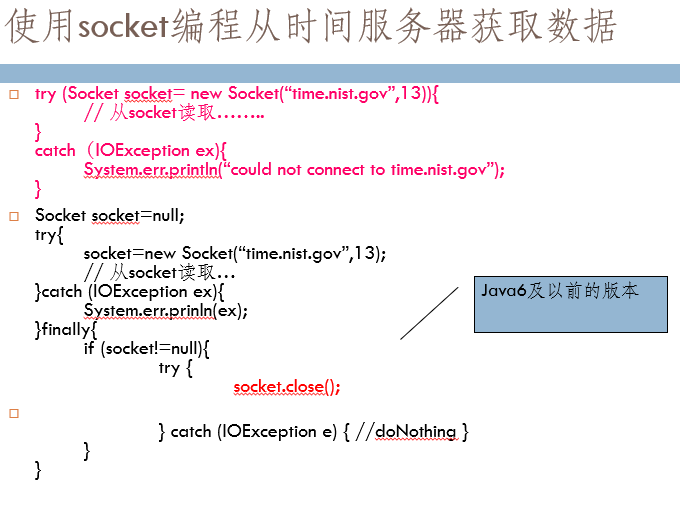 使用socket编程从时间服务器获取数据
try (Socket socket= new Socket(“time.nist.gov”,13)){
// 从socket读取……..
}
catch（IOException ex){
System.err.println(“could not connect to time.nist.gov”);
}
Socket socket=null;
try{
socket=new Socket(“time.nist.gov”,13);
// 从socket读取…
}catch (IOException ex){
System.err.prinln(ex);
}finally{
if (socket!=null){
try {
socket.close();
} catch (IOException e) { //doNothing }
}
}
Java6及以前的版本